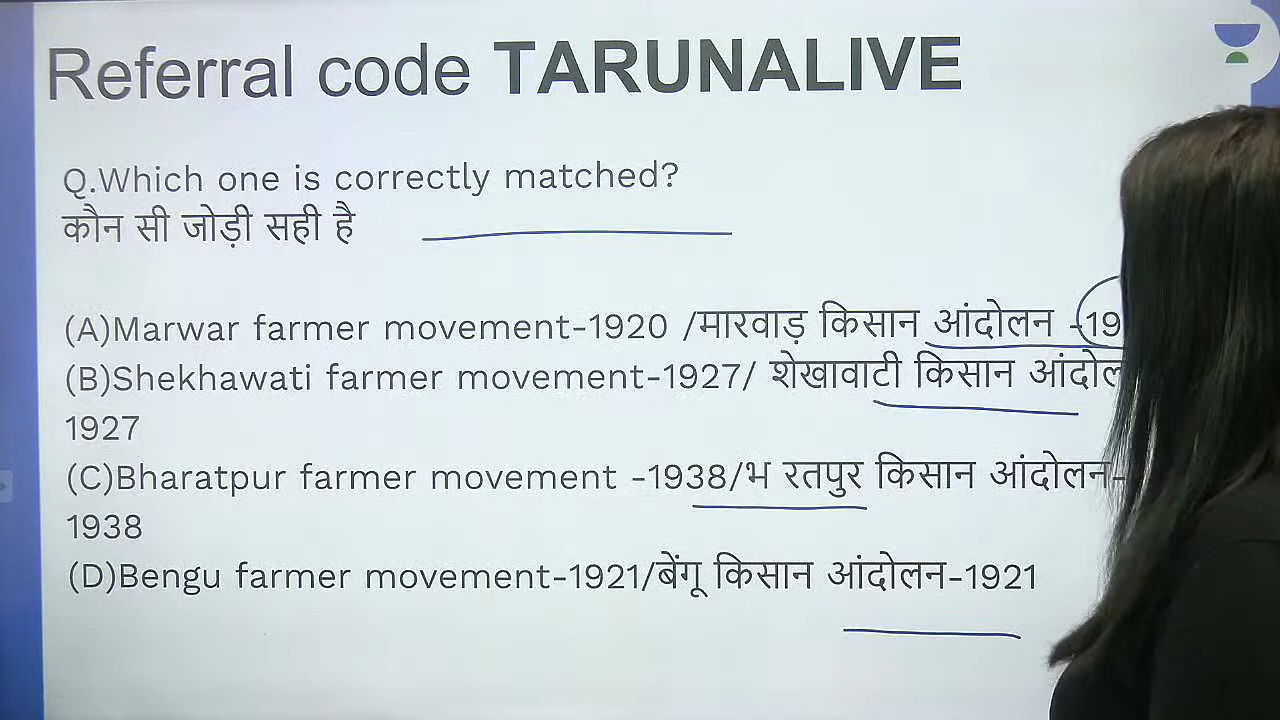 Referral code TARUNALIVE
Q.Which one is correctly matched?
कौन सी जोड़ी सही है
(A)Marwar farmer movement-1920 /मारवाड़ किसान आंदोलन -19
(B)Shekhawati farmer movement-1927/ शेखावाटी किसान
1927
(C)Bharatpur farmer movement -1938/भ रतपुर किसान आंदोलन-
1938
(D)Bengu farmer movement-1921/बेंगू किसान आंदोलन-1921